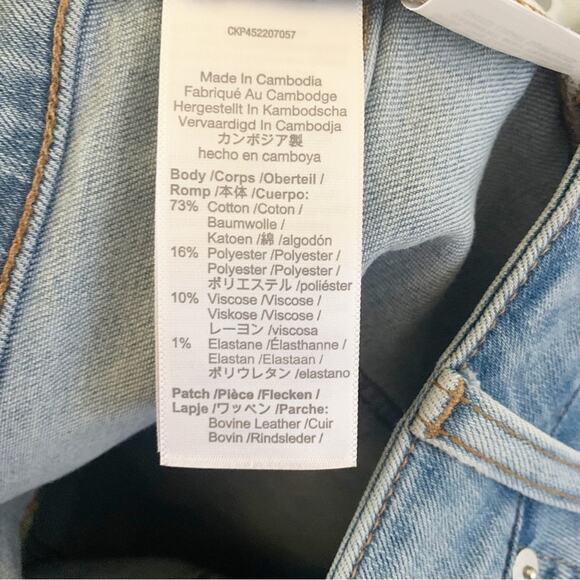 CKP452207057
Made In Cambodia
Fabriqué Au Cambodge
Hergestellt In Kambodscha
Vervaardigd In Cambodja
カンボジア製
hecho en camboya
Body /Corps /Oberteil /
Romp /本体 /Cuerpo:
73% Cotton /Coton /
Baumwolle /
Katoen /綿 /algodón
16% Polyester /Polyester /
Polyester /Polyester /
ポリエステル /poliéster
10% Viscose /Viscose /
Viskose /Viscose /
レーヨン /viscosa
1% Elastane /Élasthanne /
Elastan /Elastaan /
ポリウレタン /elastano
Patch /Pièce /Flecken /
Lapje /ワッペン /Parche:
Bovine Leather /Cuir
Bovin /Rindsleder /